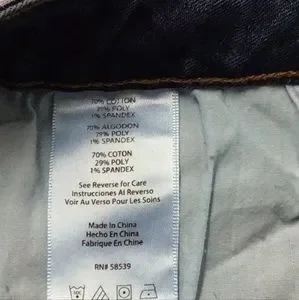 70% COTTON
29% POLY
1% SPANDEX
70% ALGODON
29% POLY
1% SPANDEX
70% COTON
29% POLY
1% SPANDEX
See Reverse for Care
Instrucciones Al Reverso
Voir Au Verso Pour Les Soins
Made In China
Hecho En China
Fabrique En Chine
RN# 58539